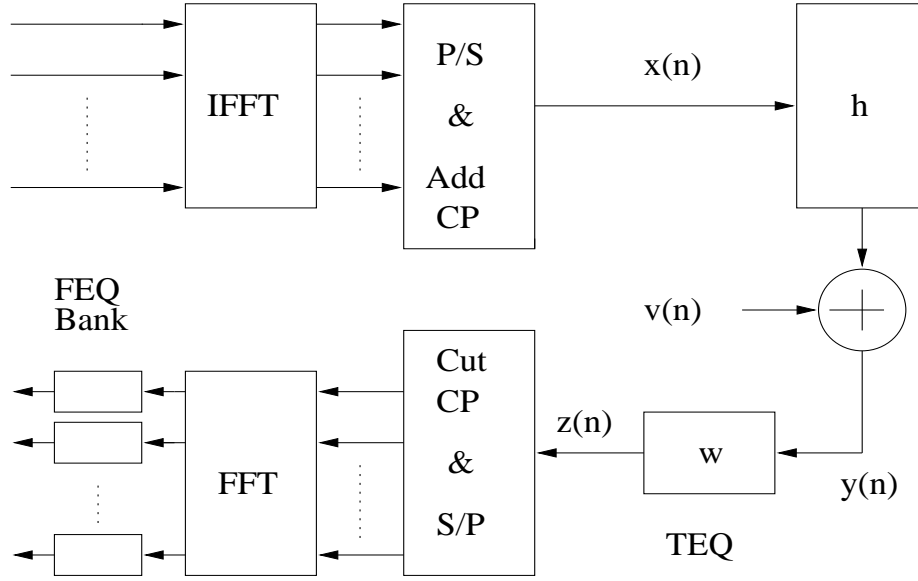 P/S
&
Add
CP
IFFT
x(n)
h
FEQ
Bank
v(n)
Cut
CP
&
S/P
FFT
z(n)
w
y(n)
TEQ